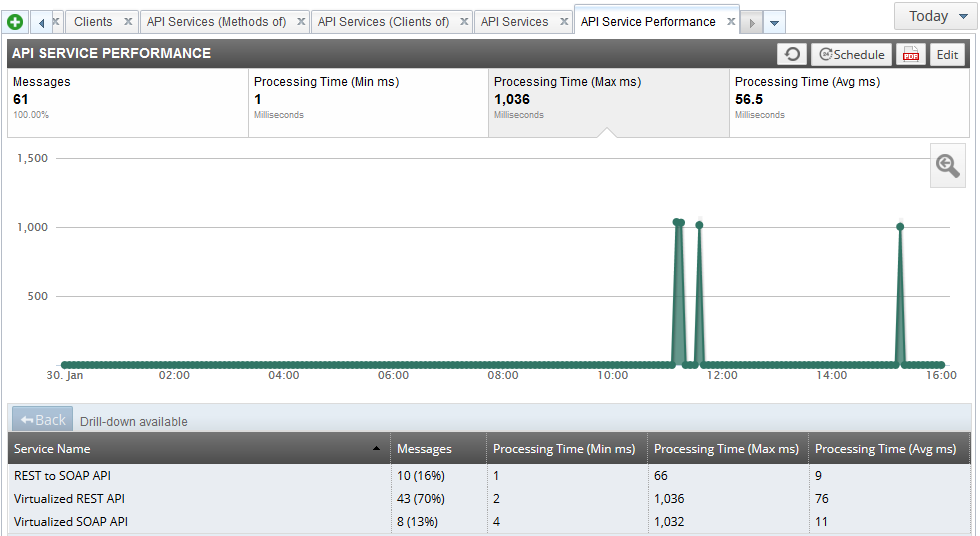 Clients API Services (Methods of) API Services (Clients of) API Services API Service Performance Today
API SERVICE PERFORMANCE Schedule PDF Edit
Messages Processing Time (Min ms) Processing Time (Max ms) Processing Time (Avg ms)
61 1 1,036 56.5
100.00% Milliseconds Milliseconds Milliseconds
1,500
1,000
500
30. Jan 02:00 04:00 06:00 08:00 10:00 12:00 14:00 16:00
Back Drill-down available
Service Name Messages Processing Time (Min ms) Processing Time (Max ms) Processing Time (Avg ms)
REST to SOAP API 10 (16%) 1 66 9
Virtualized REST API 43 (70%) 2 1,036 76
Virtualized SOAP API 8 (13%) 4 1,032 11